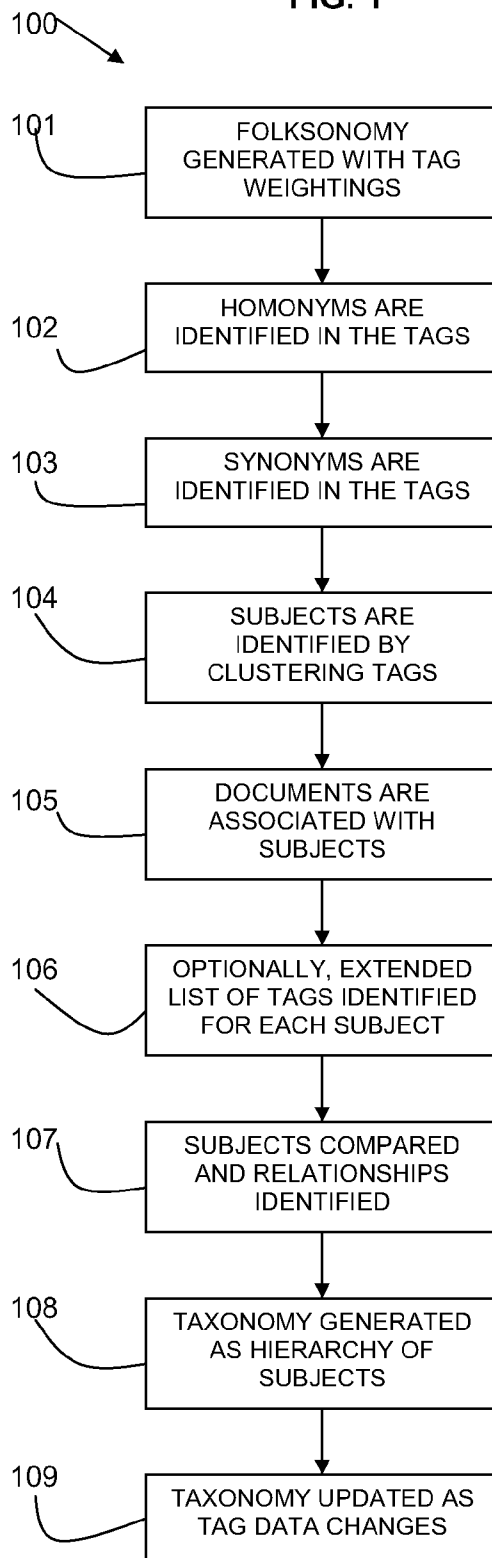 FIG. 1
100
101
FOLKSONOMY
GENERATED WITH TAG
WEIGHTINGS
102
HOMONYMS ARE
IDENTIFIED IN THE TAGS
103
SYNONYMS ARE
IDENTIFIED IN THE TAGS
104
SUBJECTS ARE
IDENTIFIED BY
CLUSTERING TAGS
105
DOCUMENTS ARE
ASSOCIATED WITH
SUBJECTS
106
OPTIONALLY, EXTENDED
LIST OF TAGS IDENTIFIED
FOR EACH SUBJECT
107
SUBJECTS COMPARED
AND RELATIONSHIPS
IDENTIFIED
108
TAXONOMY GENERATED
AS HIERARCHY OF
SUBJECTS
109
TAXONOMY UPDATED AS
TAG DATA CHANGES